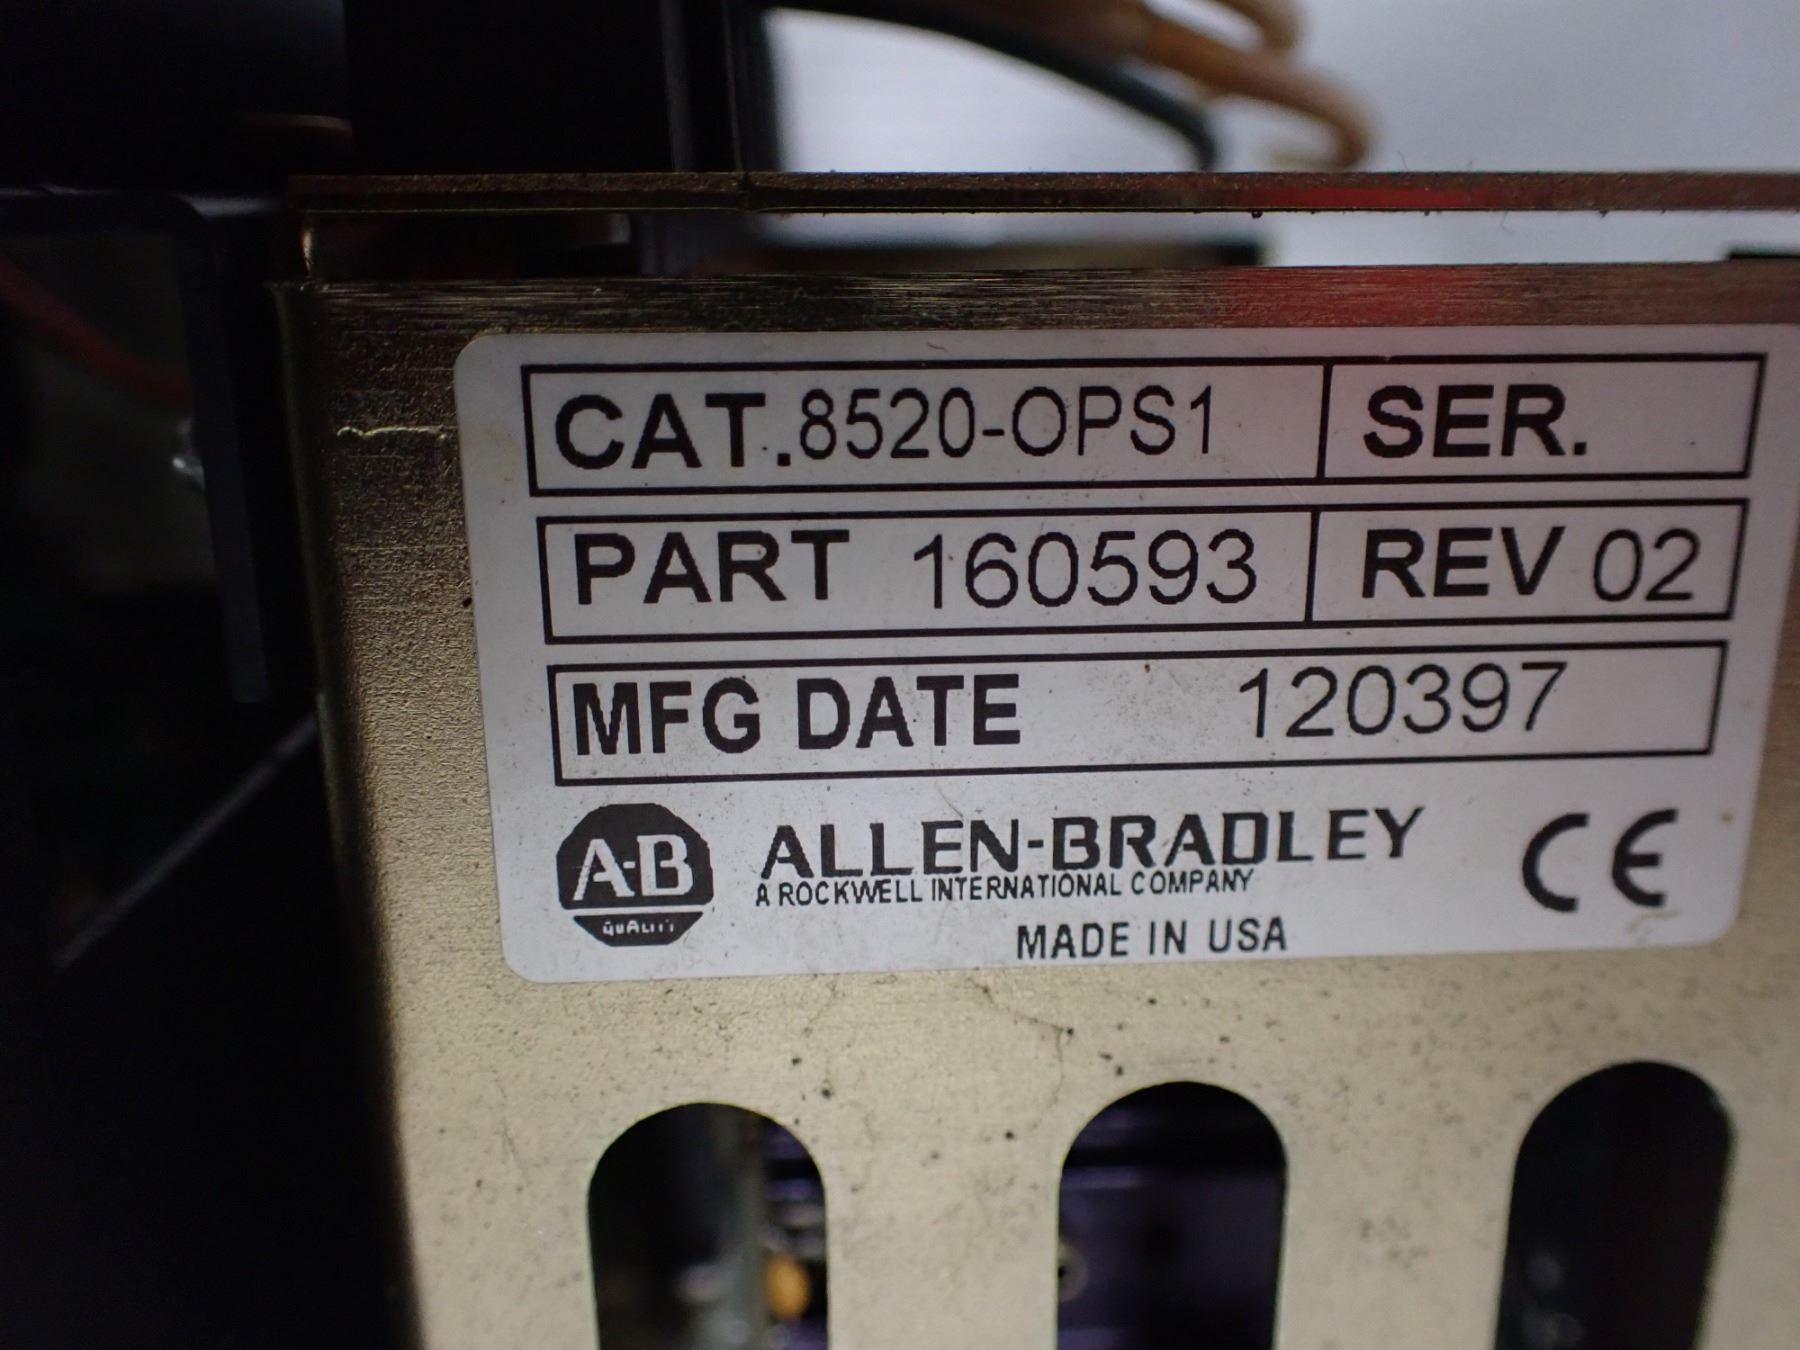 CAT. 8520-OPS1 SER.
PART 160593 REV 02
MFG DATE 120397
A-B
QUALITY
ALLEN-BRADLEY
A ROCKWELL INTERNATIONAL COMPANY
CE
MADE IN USA